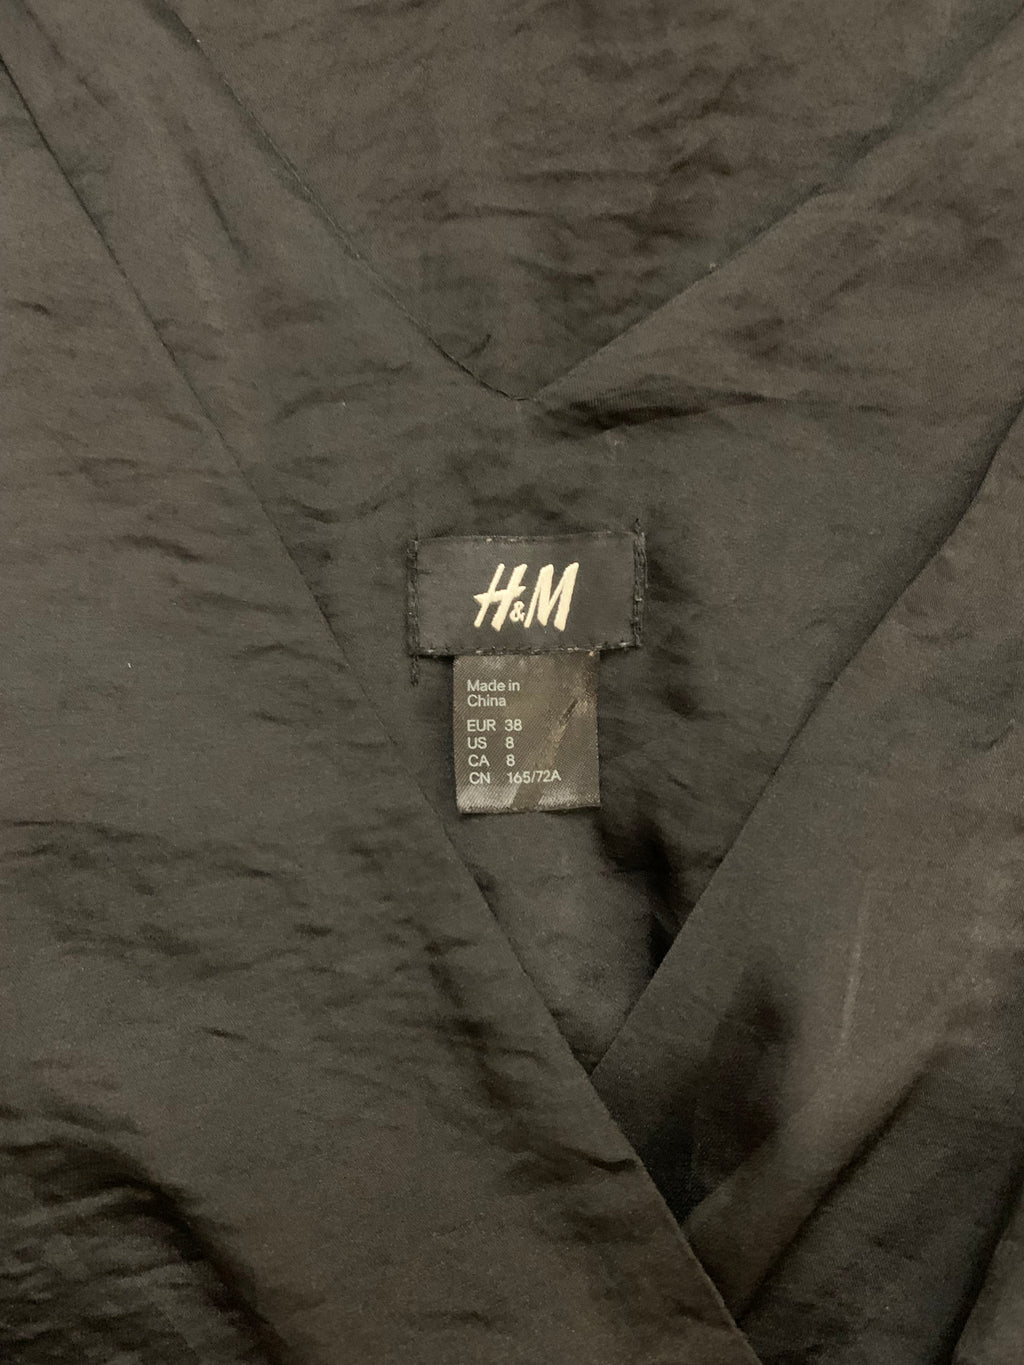 H&M
Made in
China
EUR 38
US 8
CA 8
CN 165/72A